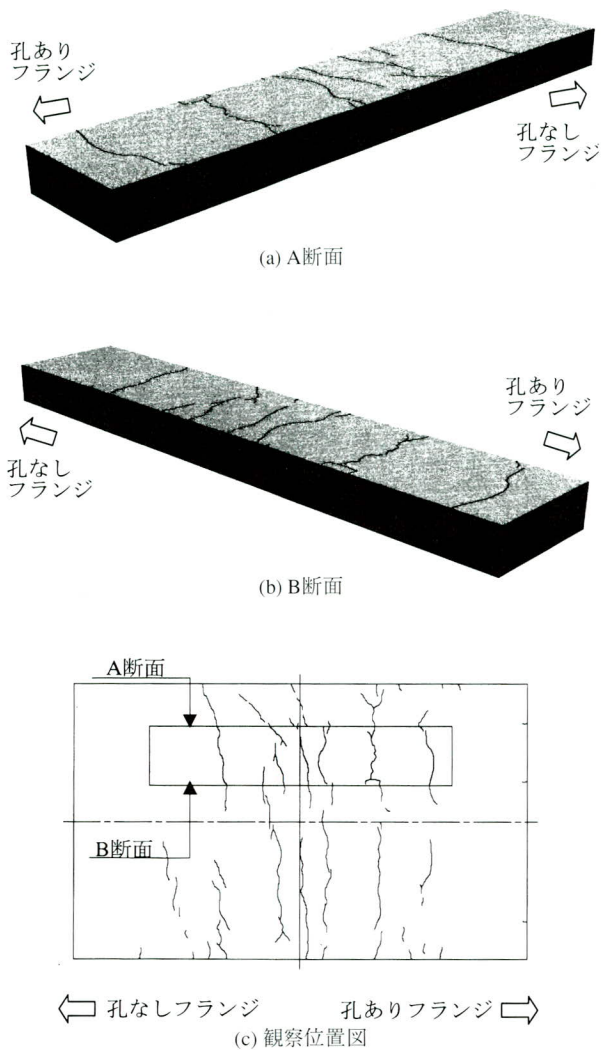 孔あり
フランジ
孔なし
フランジ
(a) A断面
孔あり
フランジ
孔なし
フランジ
(b) B断面
A断面
B断面
孔なしフランジ
孔ありフランジ
(c) 観察位置図